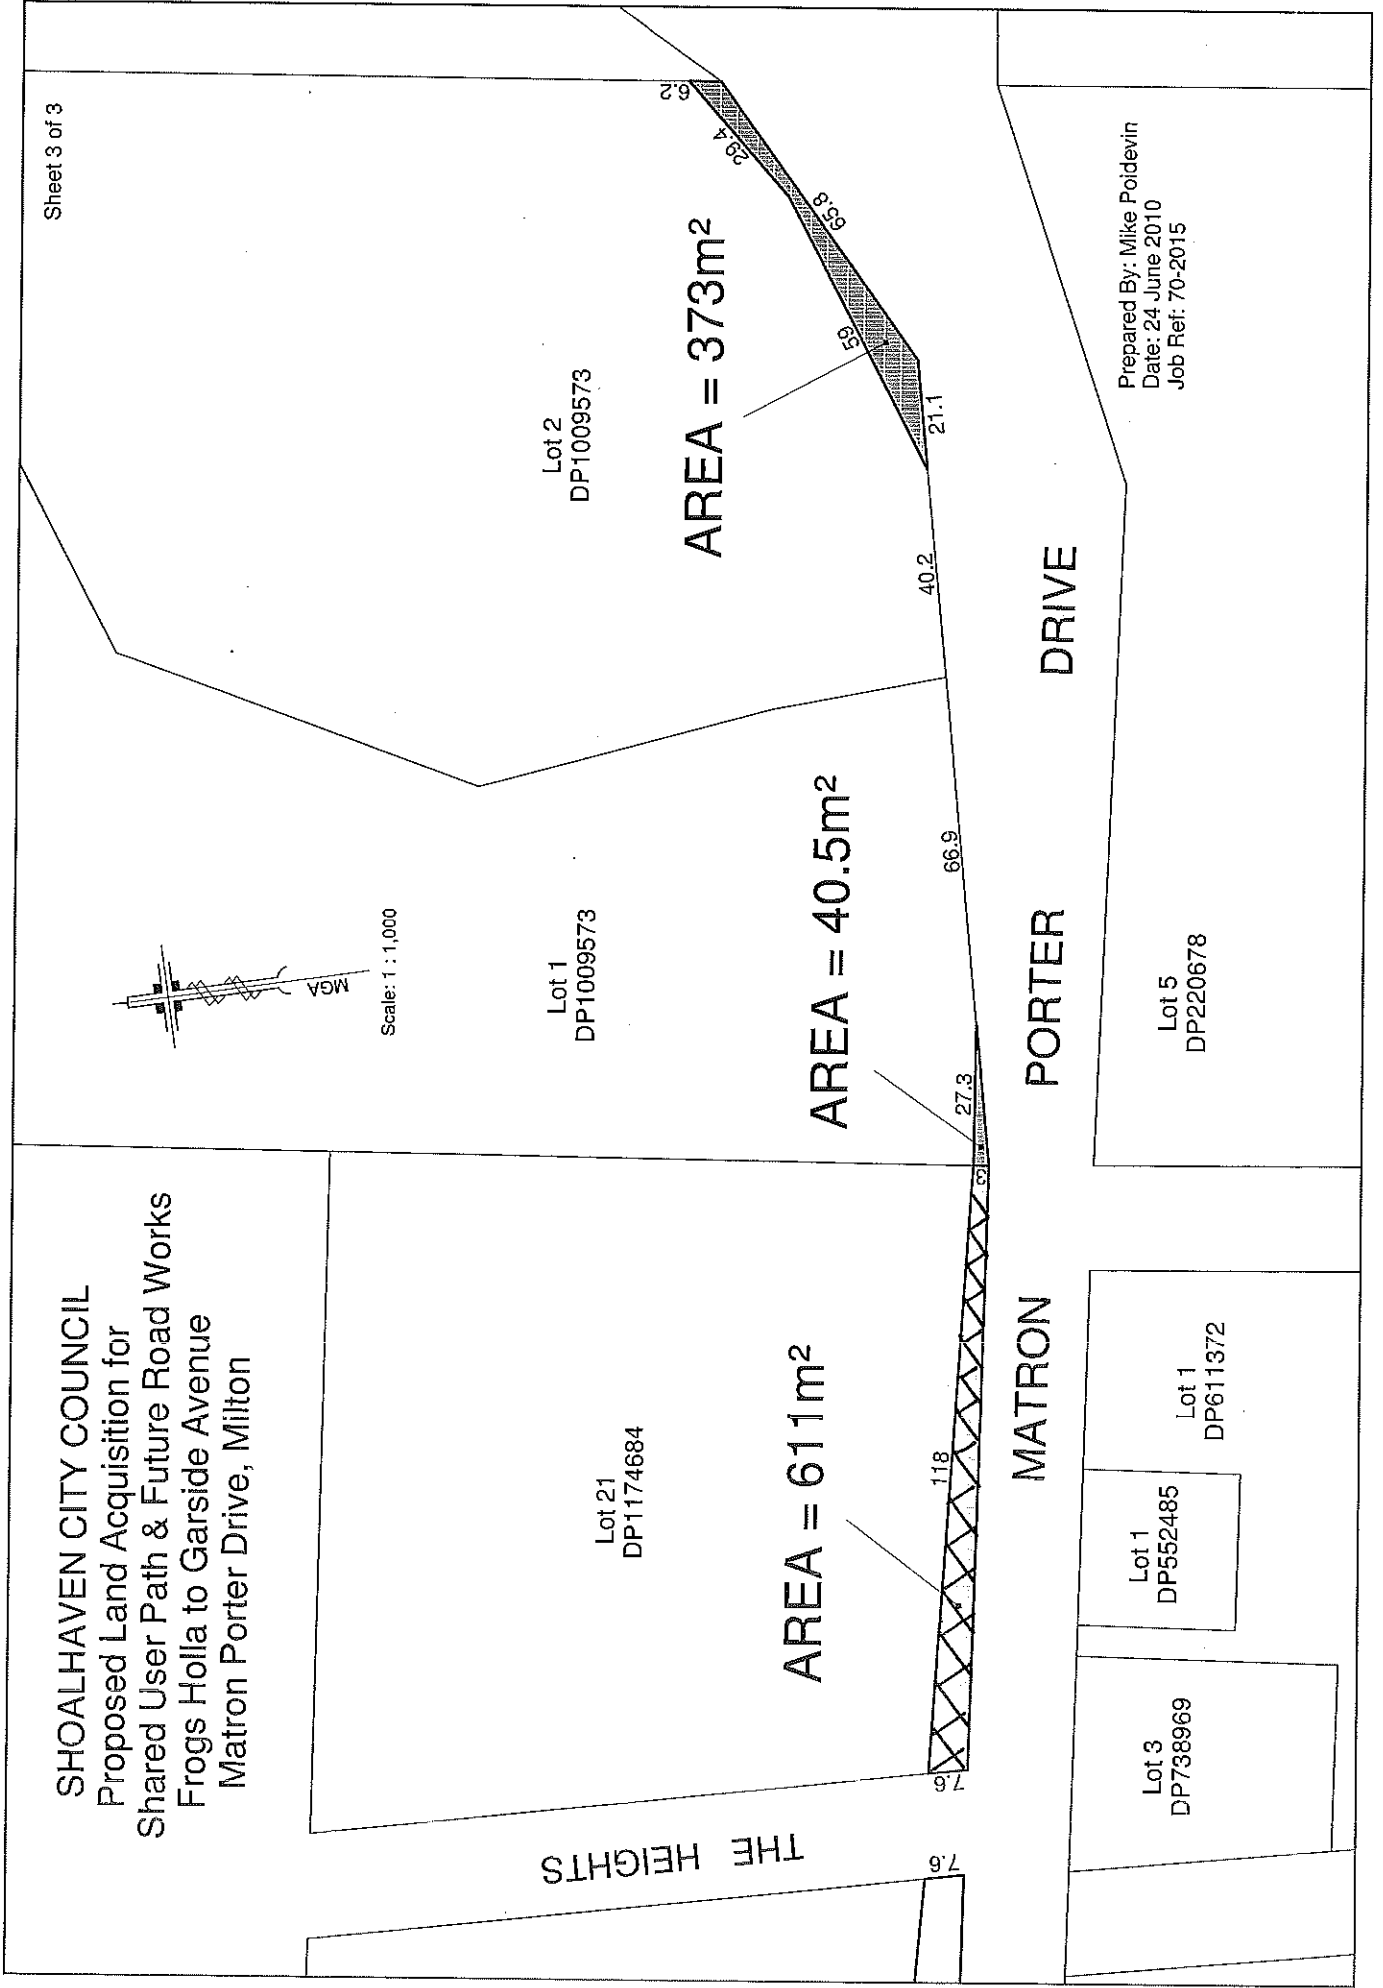 SHOALHAVEN CITY COUNCIL
Proposed Land Acquisition for
Shared User Path & Future Road Works
Frogs Holla to Garside Avenue
Matron Porter Drive, Milton
Sheet 3 of 3
MGA
Scale: 1 : 1,000
Lot 21
DP1174684
Lot 1
DP1009573
Lot 2
DP1009573
AREA = 611m²
AREA = 40.5m²
AREA = 373m²
THE HEIGHTS
7.6
7.6
118
3
27.3
66.9
40.2
21.1
59
65.8
29.4
6.2
MATRON PORTER DRIVE
Lot 3
DP738969
Lot 1
DP552485
Lot 1
DP611372
Lot 5
DP220678
Prepared By: Mike Poidevin
Date: 24 June 2010
Job Ref: 70-2015